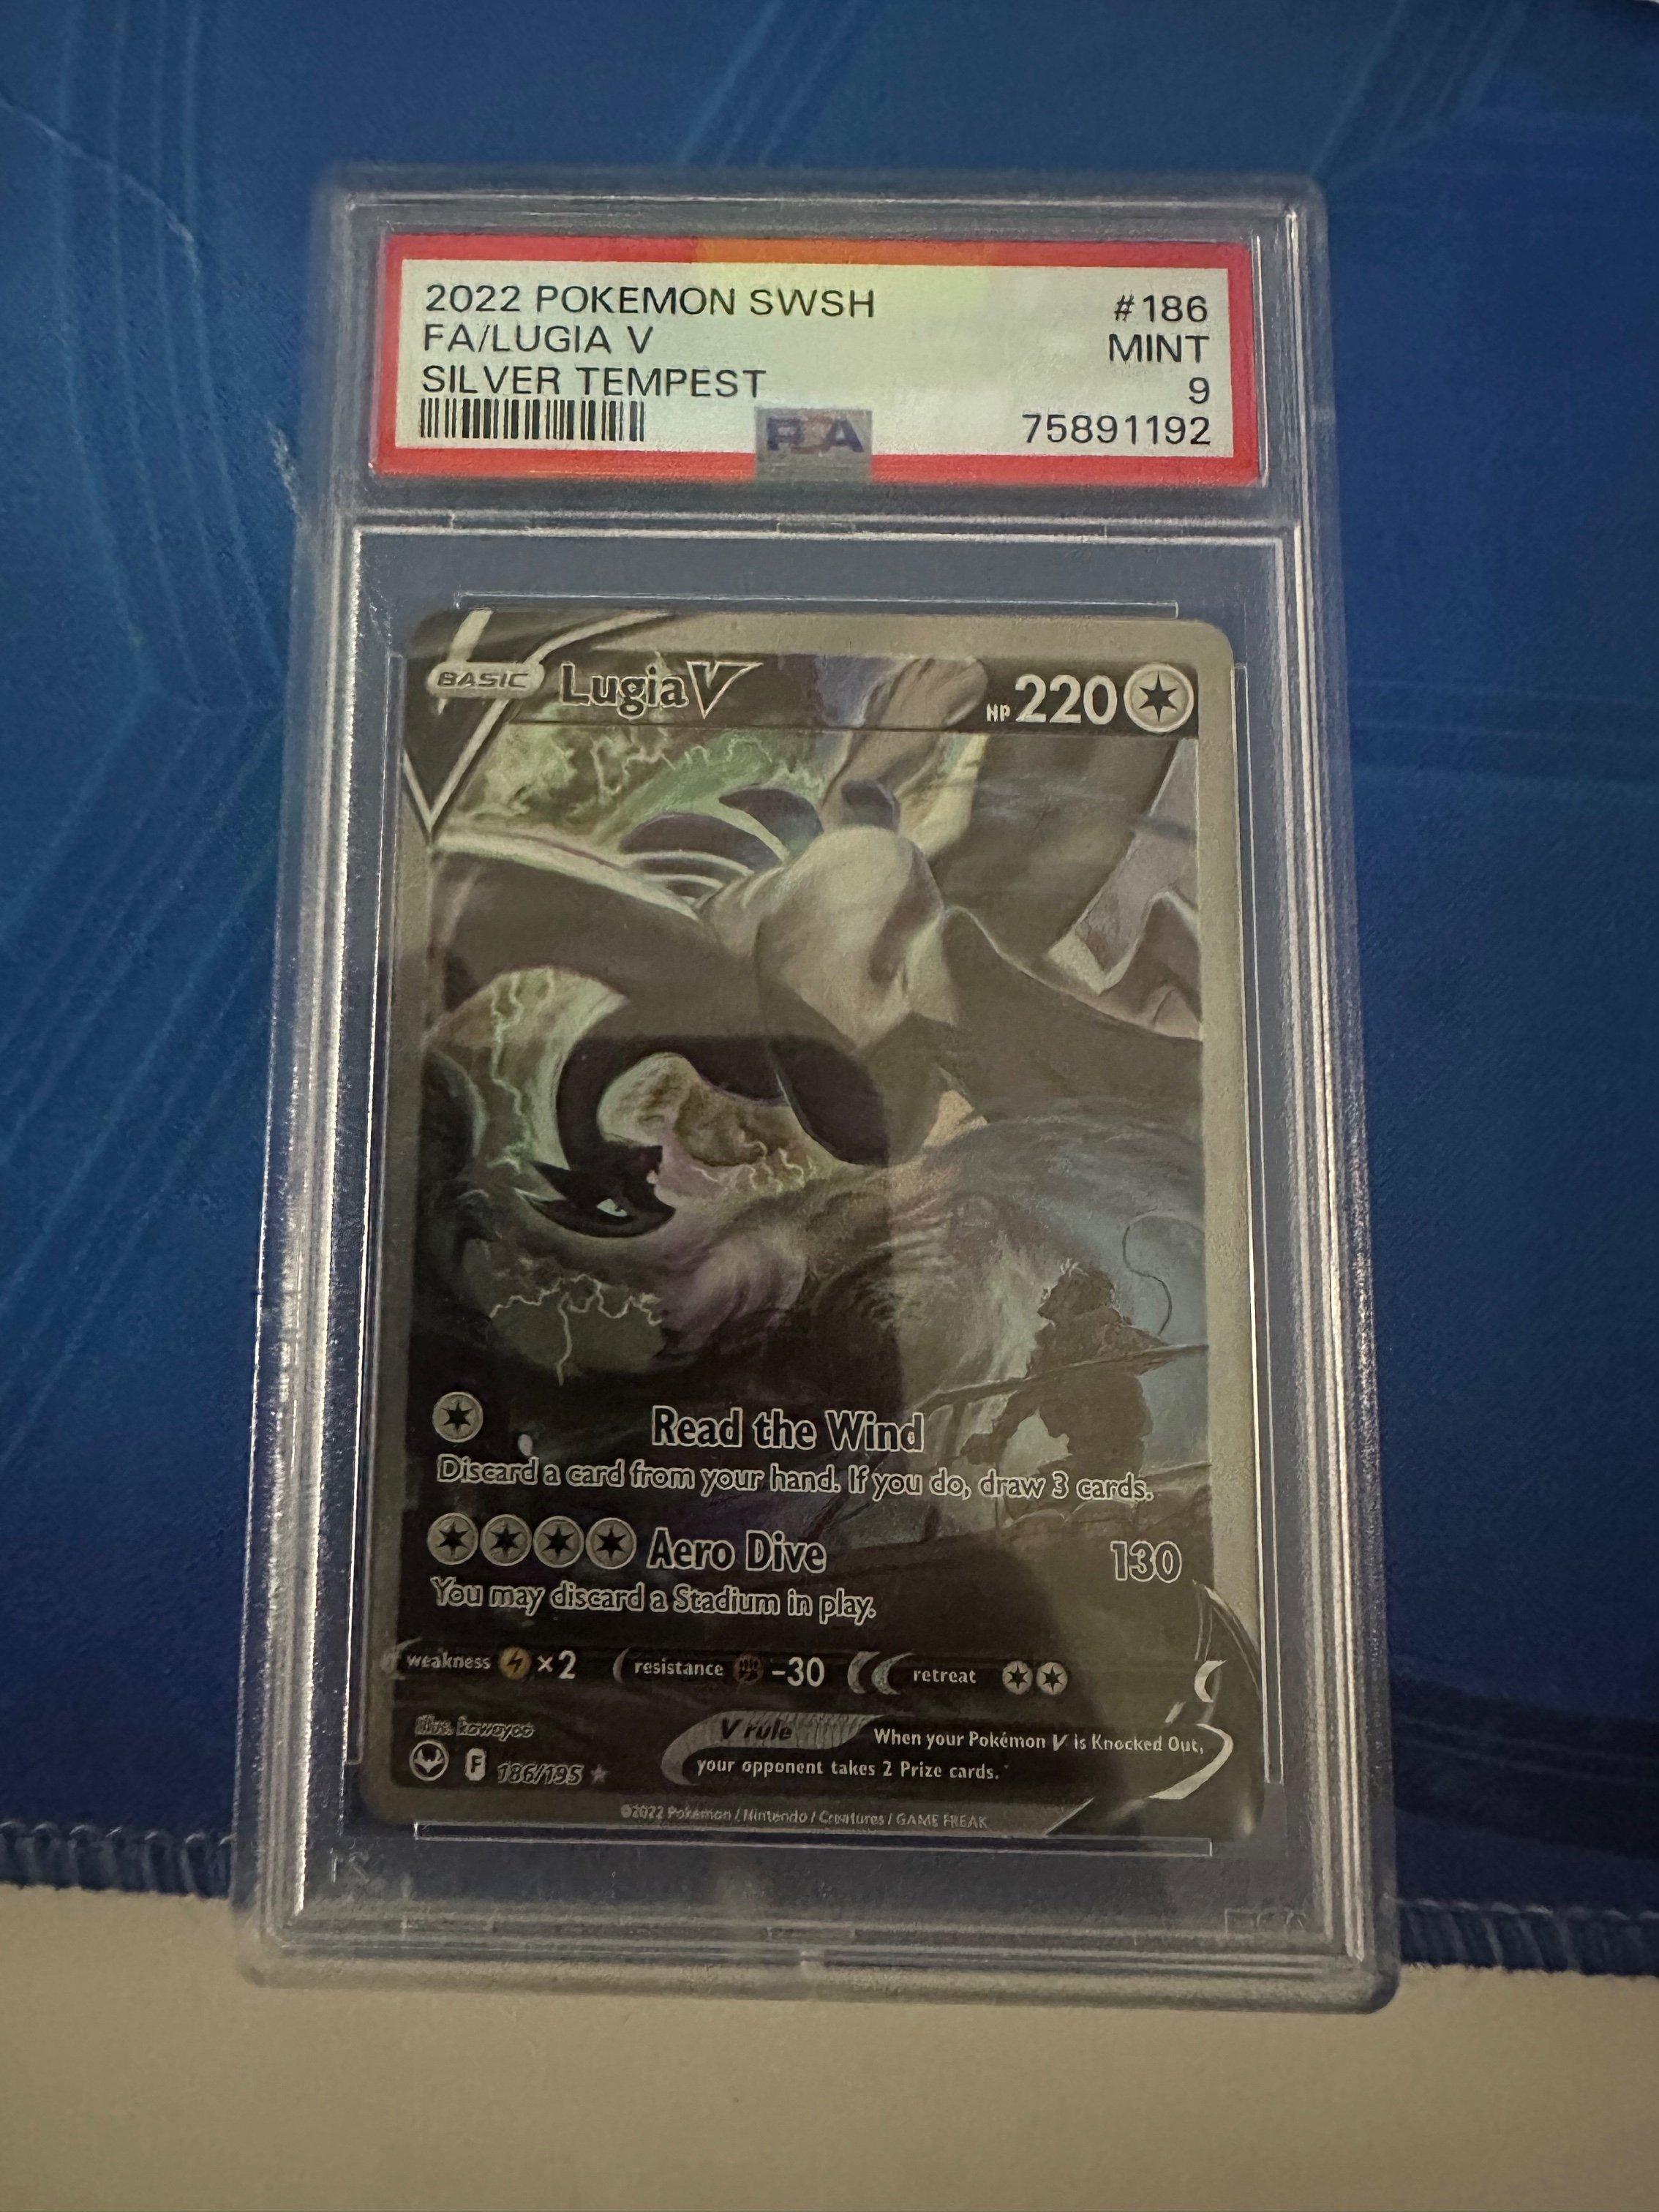 2022 POKEMON SWSH #186
FA/LUGIA V MINT
SILVER TEMPEST 9
75891192
PSA
BASIC Lugia V HP 220
Read the Wind
Discard a card from your hand. If you do, draw 3 cards.
Aero Dive 130
You may discard a Stadium in play.
weakness ×2 resistance -30 retreat
illus. kawayoo
V rule When your Pokémon V is Knocked Out,
your opponent takes 2 Prize cards.
F 186/195
©2022 Pokémon / Nintendo / Creatures / GAME FREAK